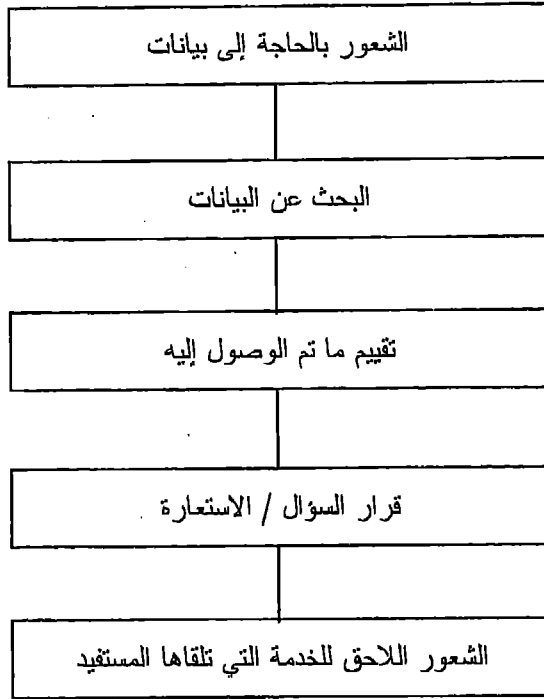 الشعور بالحاجة إلى بيانات
البحث عن البيانات
تقييم ما تم الوصول إليه
قرار السؤال / الاستعارة
الشعور اللاحق للخدمة التي تلقاها المستفيد